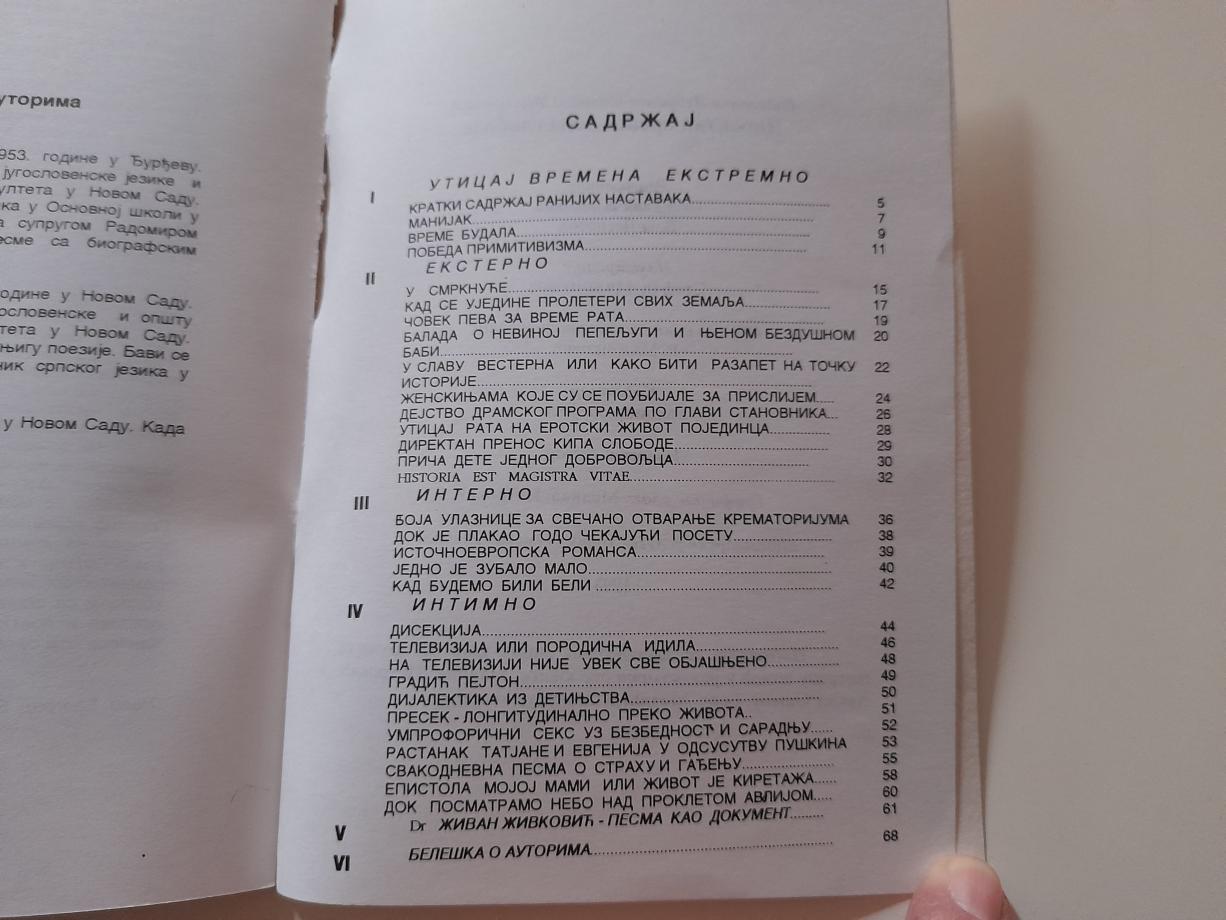 ауторима
1953. године у Ђурђеву.
југословенске језике и
култета у Новом Саду.
ка у Основној школи у
а супругом Радомиром
есме са биографским
године у Новом Саду.
гословенске и општу
тета у Новом Саду.
књигу поезије. Бави се
ник српског језика у
у Новом Саду. Када
САДРЖАЈ
УТИЦАЈ ВРЕМЕНА ЕКСТРЕМНО
I
КРАТКИ САДРЖАЈ РАНИЈИХ НАСТАВАКА 5
МАНИЈАК 7
ВРЕМЕ БУДАЛА 9
ПОБЕДА ПРИМИТИВИЗМА 11
II ЕКСТЕРНО
У СМРКНУЋЕ 15
КАД СЕ УЈЕДИНЕ ПРОЛЕТЕРИ СВИХ ЗЕМАЉА 17
ЧОВЕК ПЕВА ЗА ВРЕМЕ РАТА 19
БАЛАДА О НЕВИНОЈ ПЕПЕЉУГИ И ЊЕНОМ БЕЗДУШНОМ 20
БАБИ
У СЛАВУ ВЕСТЕРНА ИЛИ КАКО БИТИ РАЗАПЕТ НА ТОЧКУ 22
ИСТОРИЈЕ
ЖЕНСКИЊАМА КОЈЕ СУ СЕ ПОУБИЈАЛЕ ЗА ПРИСЛИЈЕМ 24
ДЕЈСТВО ДРАМСКОГ ПРОГРАМА ПО ГЛАВИ СТАНОВНИКА 26
УТИЦАЈ РАТА НА ЕРОТСКИ ЖИВОТ ПОЈЕДИНЦА 28
ДИРЕКТАН ПРЕНОС КИПА СЛОБОДЕ 29
ПРИЧА ДЕТЕ ЈЕДНОГ ДОБРОВОЉЦА 30
HISTORIA EST MAGISTRA VITAE 32
III ИНТЕРНО
БОЈА УЛАЗНИЦЕ ЗА СВЕЧАНО ОТВАРАЊЕ КРЕМАТОРИЈУМА 36
ДОК ЈЕ ПЛАКАО ГОДО ЧЕКАЈУЋИ ПОСЕТУ 38
ИСТОЧНОЕВРОПСКА РОМАНСА 39
ЈЕДНО ЈЕ ЗУБАЛО МАЛО 40
КАД БУДЕМО БИЛИ БЕЛИ 42
IV ИНТИМНО
ДИСЕКЦИЈА 44
ТЕЛЕВИЗИЈА ИЛИ ПОРОДИЧНА ИДИЛА 46
НА ТЕЛЕВИЗИЈИ НИЈЕ УВЕК СВЕ ОБЈАШЊЕНО 48
ГРАДИЋ ПЕЈТОН 49
ДИЈАЛЕКТИКА ИЗ ДЕТИЊСТВА 50
ПРЕСЕК - ЛОНГИТУДИНАЛНО ПРЕКО ЖИВОТА.. 51
УМПРОФОРИЧНИ СЕКС УЗ БЕЗБЕДНОСТ И САРАДЊУ 52
РАСТАНАК ТАТЈАНЕ И ЕВГЕНИЈА У ОДСУСУТВУ ПУШКИНА 53
СВАКОДНЕВНА ПЕСМА О СТРАХУ И ГАЂЕЊУ 55
ЕПИСТОЛА МОЈОЈ МАМИ ИЛИ ЖИВОТ ЈЕ КИРЕТАЖА 58
ДОК ПОСМАТРАМО НЕБО НАД ПРОКЛЕТОМ АВЛИЈОМ 60
V Dr ЖИВАН ЖИВКОВИЋ - ПЕСМА КАО ДОКУМЕНТ 61
VI БЕЛЕШКА О АУТОРИМА 68